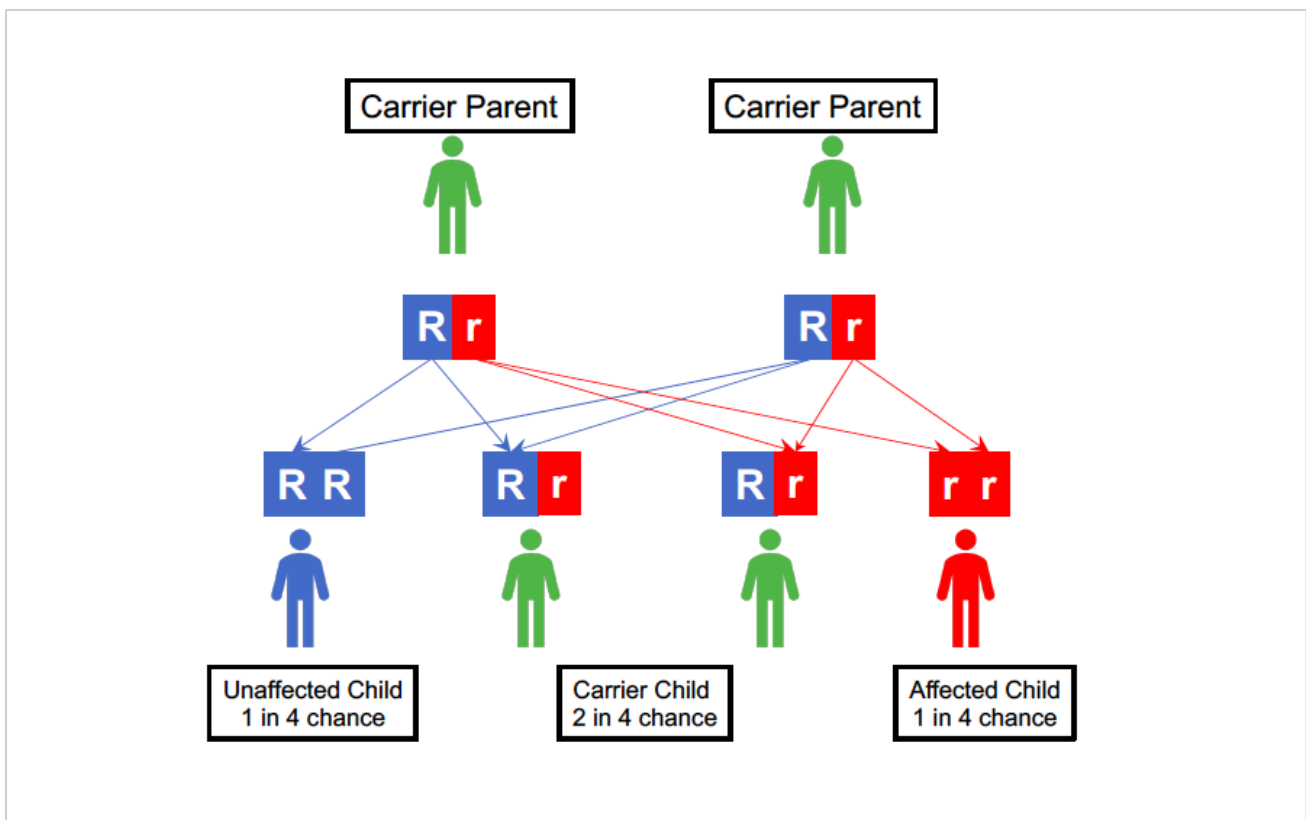 Carrier Parent
Carrier Parent
R r
R r
R R
R r
R r
r r
Unaffected Child
1 in 4 chance
Carrier Child
2 in 4 chance
Affected Child
1 in 4 chance